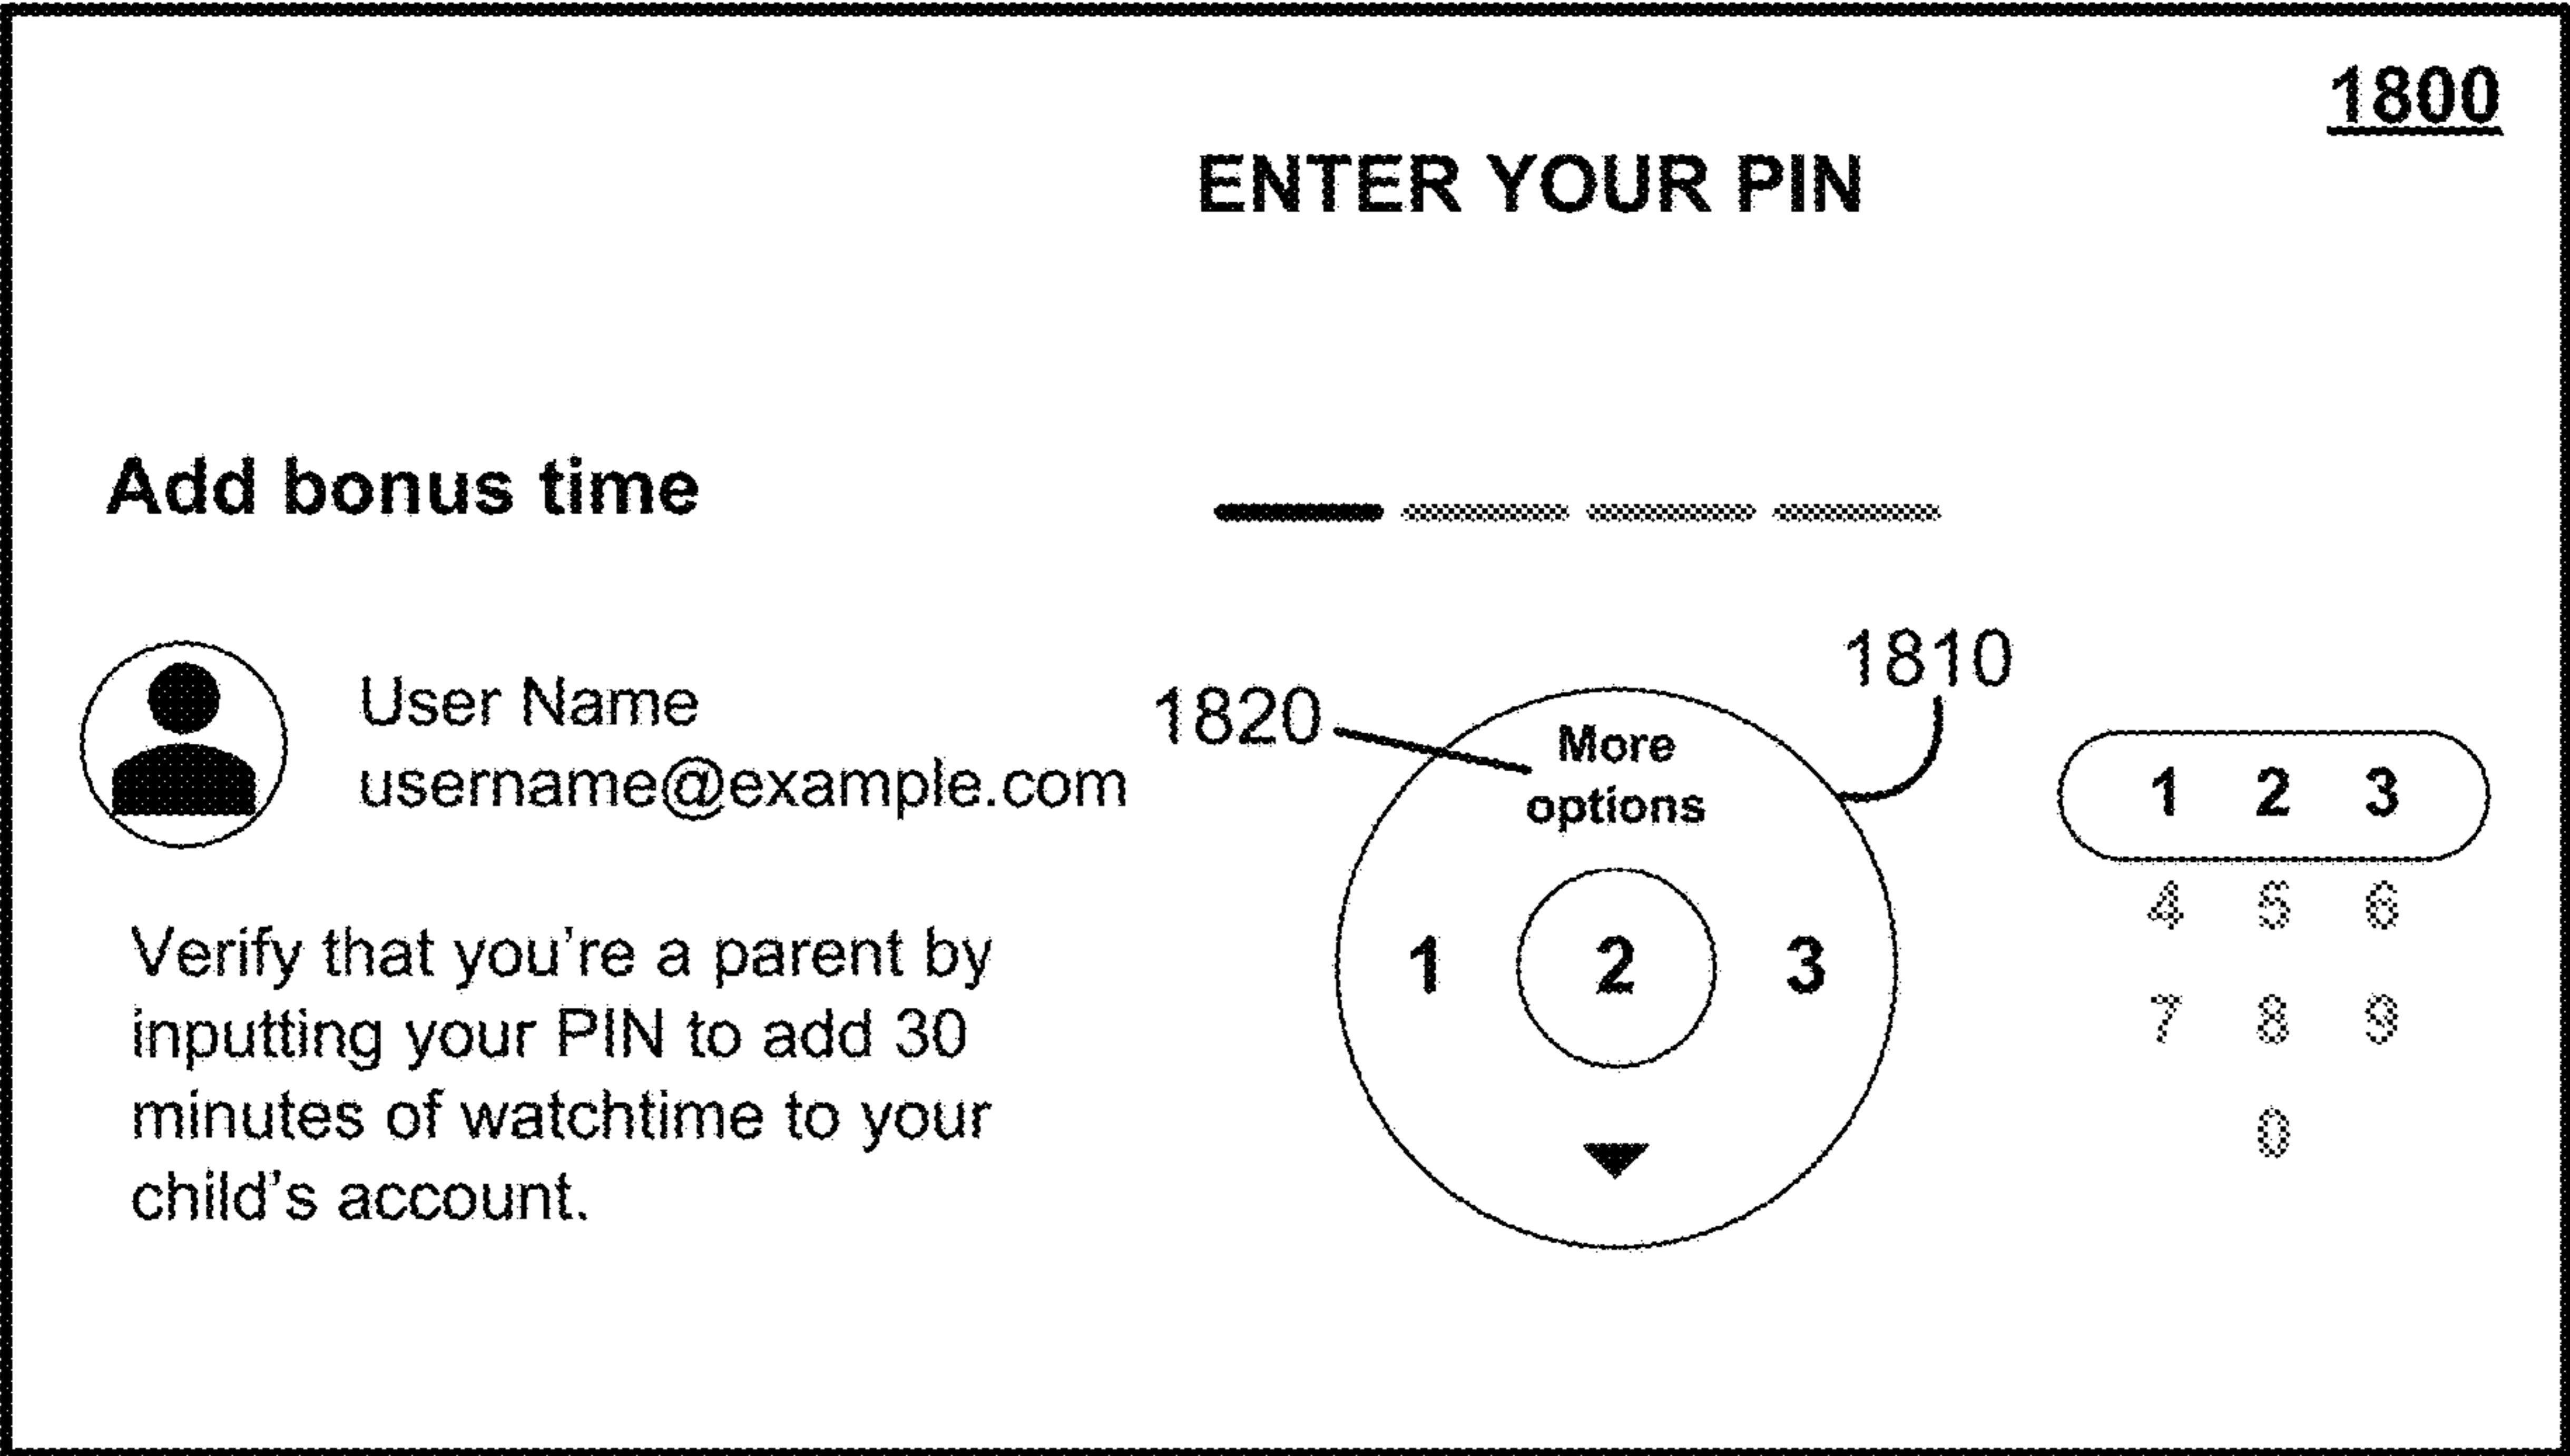 1800
ENTER YOUR PIN
Add bonus time
User Name
username@example.com
Verify that you're a parent by
inputting your PIN to add 30
minutes of watchtime to your
child's account.
1820
1810
More
options
1 2 3
1 2 3
4 5 6
7 8 9
0